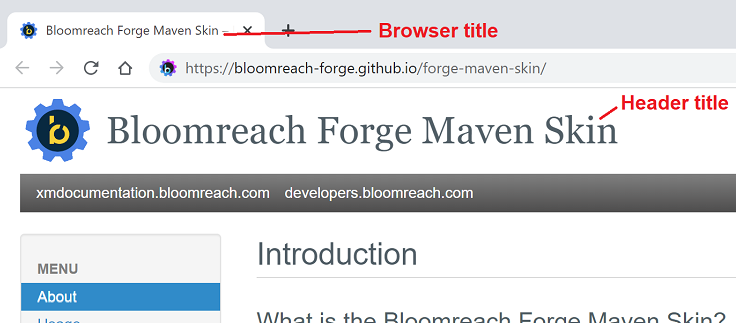 Bloomreach Forge Maven Skin –
Browser title
https://bloomreach-forge.github.io/forge-maven-skin/
Header title
Bloomreach Forge Maven Skin
xmdocumentation.bloomreach.com developers.bloomreach.com
Introduction
MENU
About
What is the Bloomreach Forge Maven Skin?
Usage